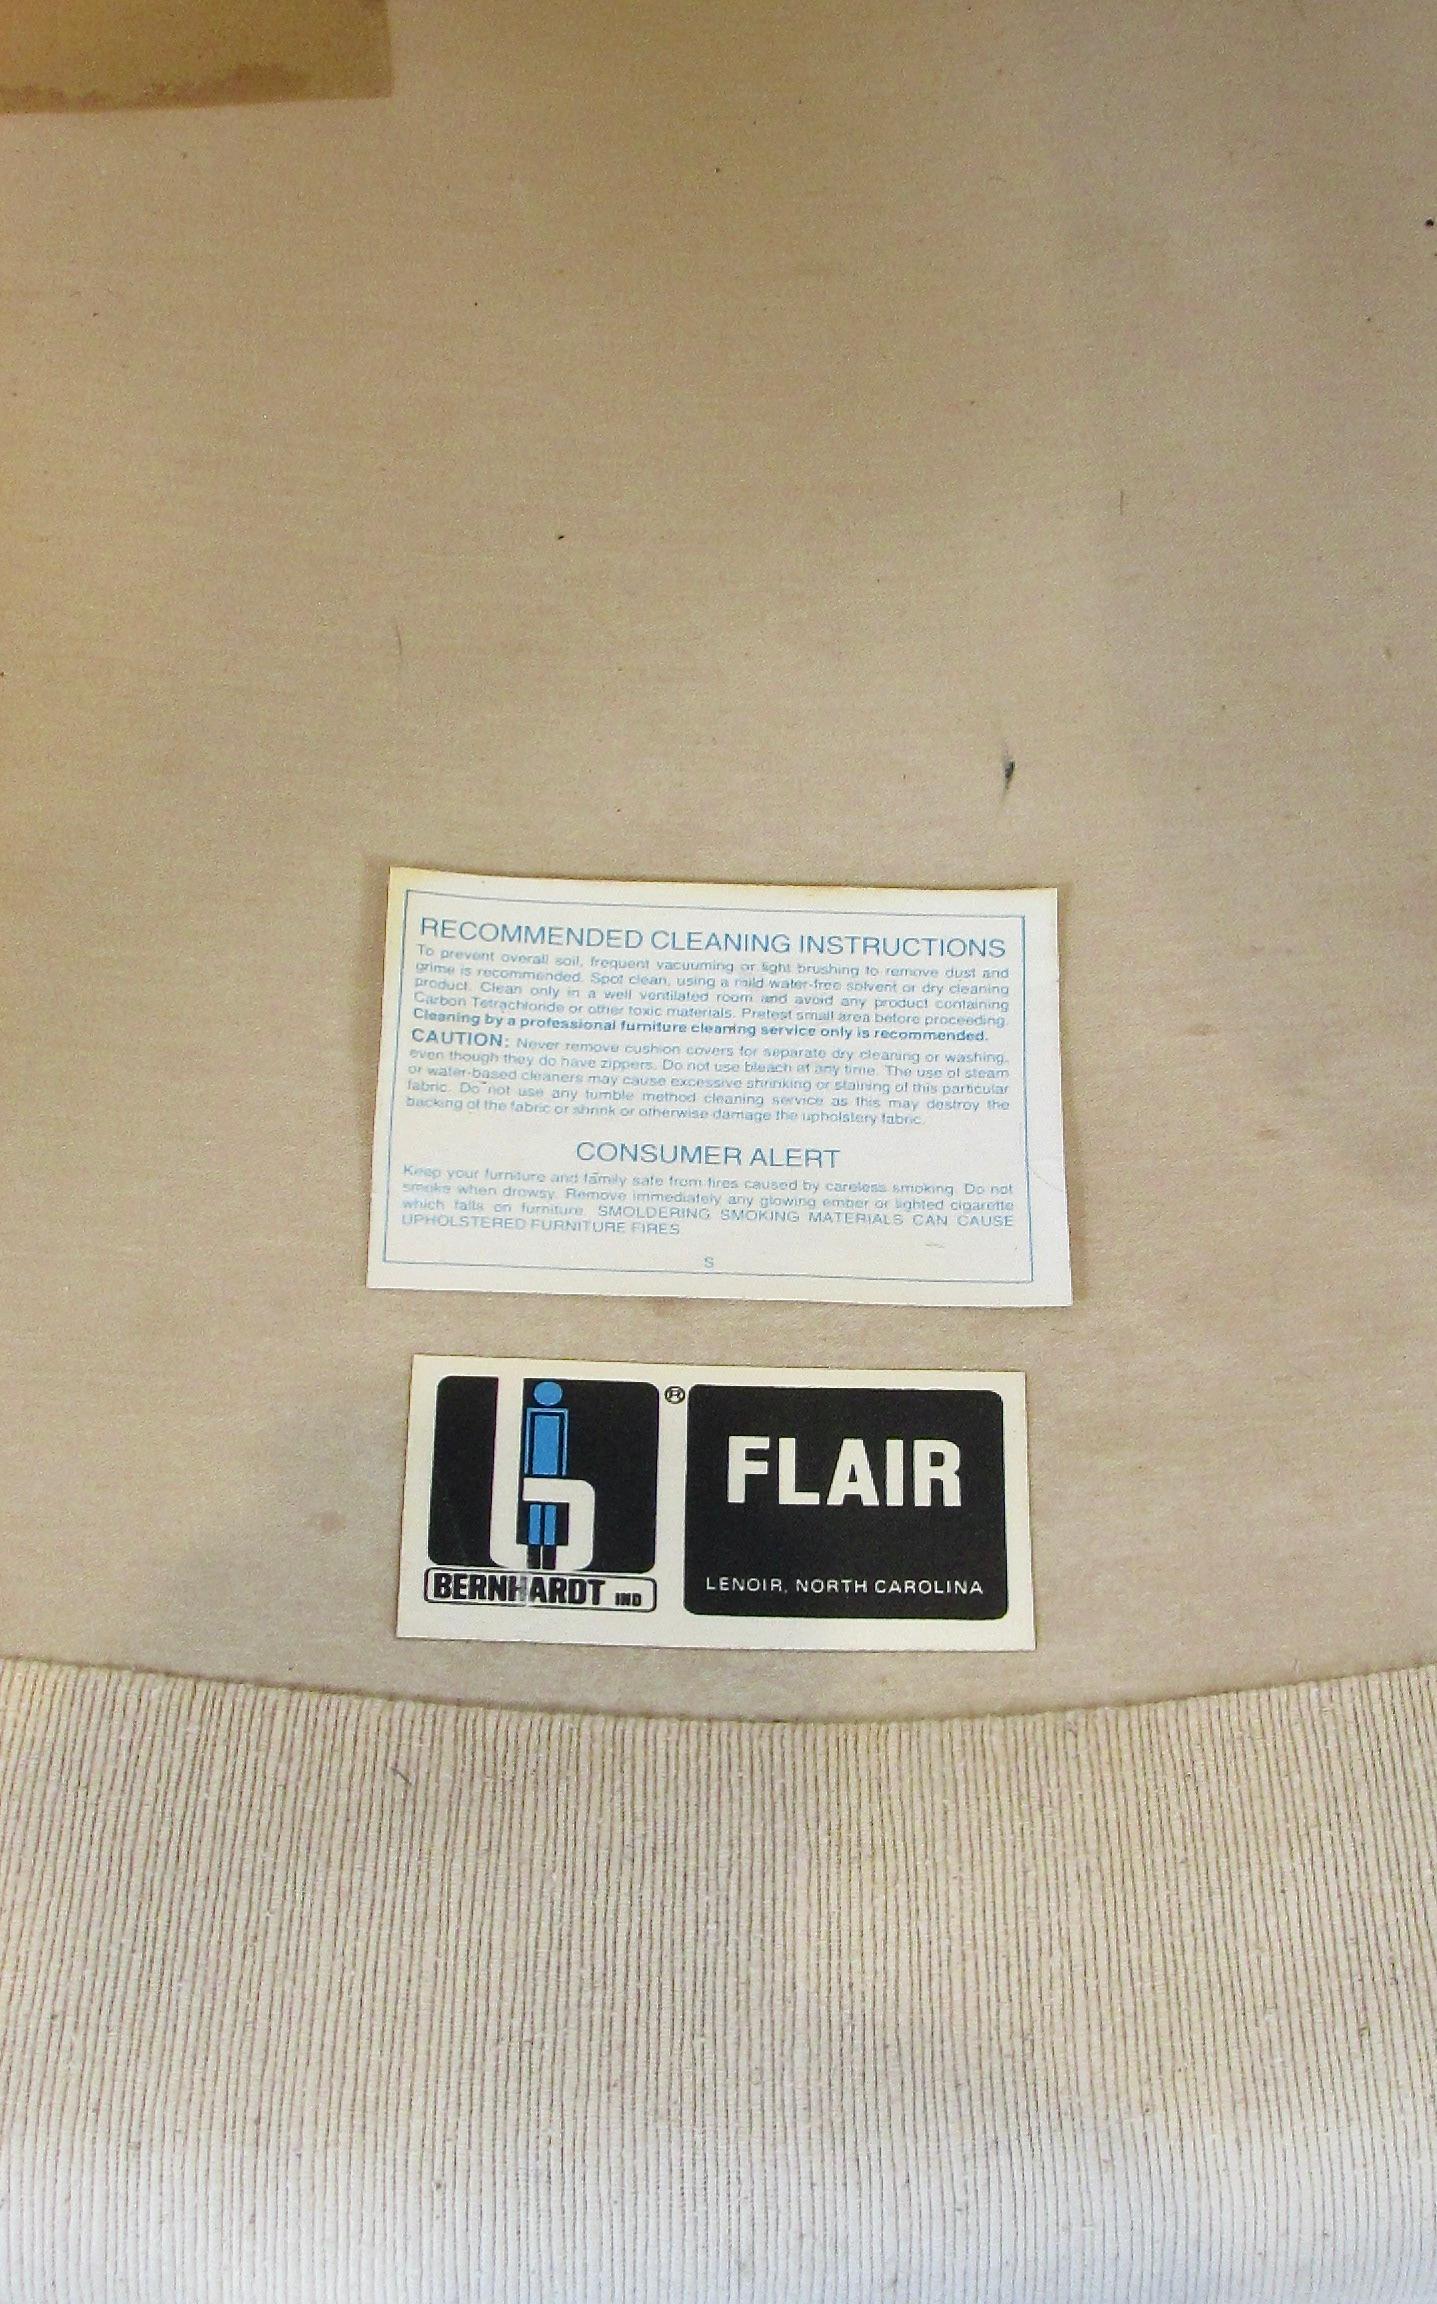 RECOMMENDED CLEANING INSTRUCTIONS
To prevent overall soil, frequent vacuuming or light brushing to remove dust and
grime is recommended. Spot clean, using a mild water-free solvent or dry cleaning
product. Clean only in a well ventilated room and avoid any product containing
Carbon Tetrachloride or other toxic materials. Pretest small area before proceeding.
Cleaning by a professional furniture cleaning service only is recommended.
CAUTION: Never remove cushion covers for separate dry cleaning or washing,
even though they do have zippers. Do not use bleach at any time. The use of steam
or water-based cleaners may cause excessive shrinking or staining of this particular
fabric. Do not use any tumble method cleaning service as this may destroy the
backing of the fabric or shrink or otherwise damage the upholstery fabric.
CONSUMER ALERT
Keep your furniture and family safe from fires caused by careless smoking. Do not
smoke when drowsy. Remove immediately any glowing ember or lighted cigarette
which falls on furniture. SMOLDERING SMOKING MATERIALS CAN CAUSE
UPHOLSTERED FURNITURE FIRES.
S
b ®
BERNHARDT IND
FLAIR
LENOIR, NORTH CAROLINA